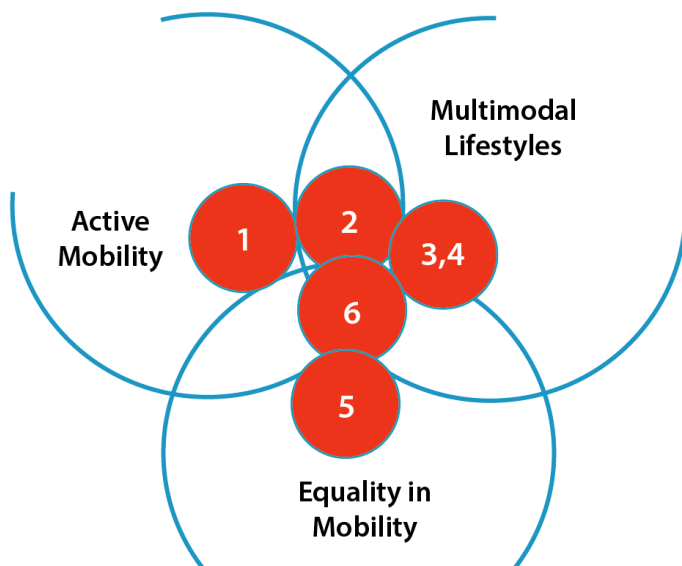 Multimodal
Lifestyles
Active
Mobility
1
2
3,4
6
5
Equality in
Mobility